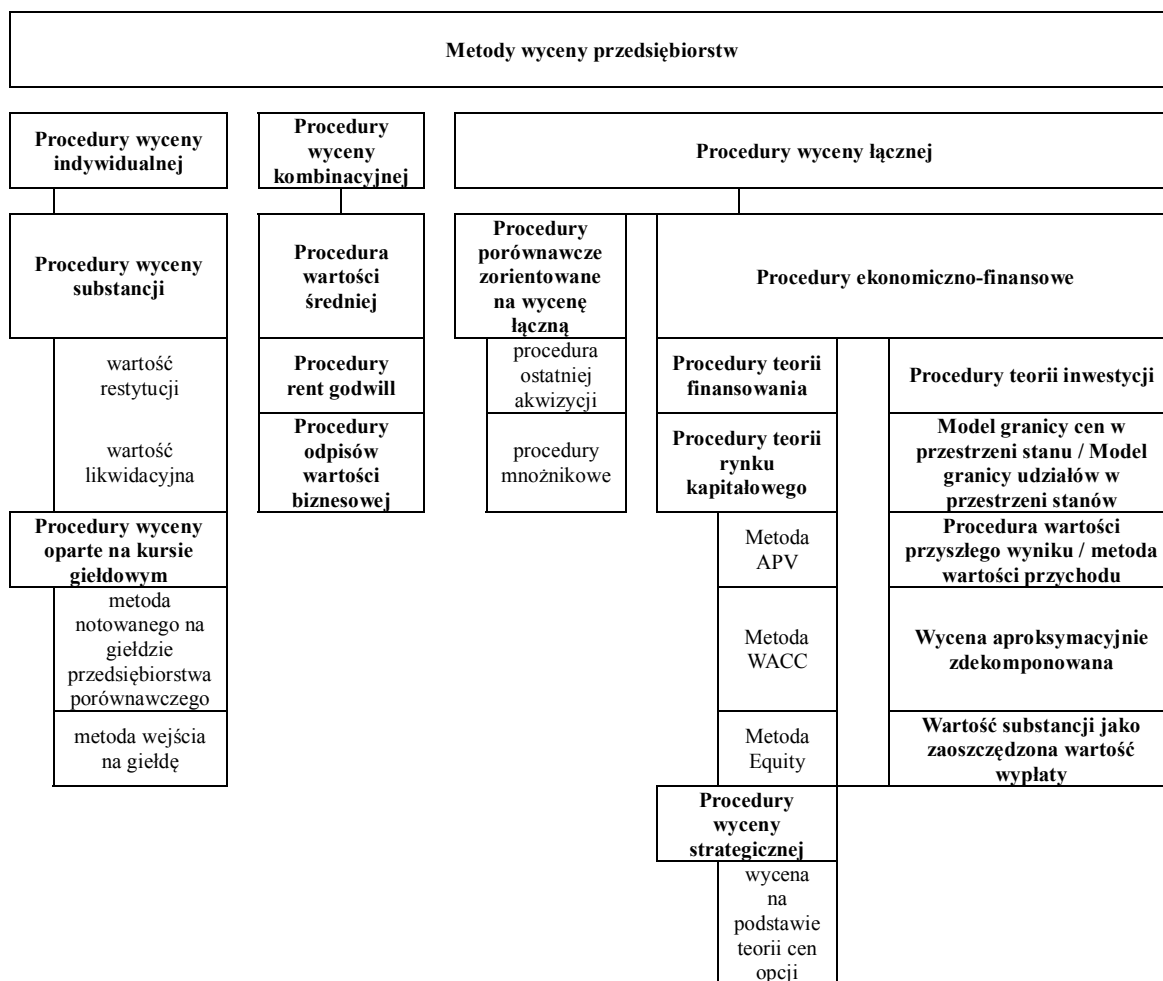 Metody wyceny przedsiębiorstw
Procedury wyceny
indywidualnej
Procedury
wyceny
kombinacyjnej
Procedury wyceny łącznej
Procedury wyceny
substancji
Procedura
wartości
średniej
Procedury
porównawcze
zorientowane
na wycenę
łączną
Procedury ekonomiczno-finansowe
wartość
restytucji
Procedury
rent godwill
procedura
ostatniej
akwizycji
Procedury teorii
finansowania
Procedury teorii inwestycji
wartość
likwidacyjna
Procedury
odpisów
wartości
biznesowej
procedury
mnożnikowe
Procedury teorii
rynku
kapitałowego
Model granicy cen w
przestrzeni stanu / Model
granicy udziałów w
przestrzeni stanów
Procedury wyceny
oparte na kursie
giełdowym
Metoda
APV
Procedura wartości
przyszłego wyniku / metoda
wartości przychodu
metoda
notowanego na
giełdzie
przedsiębiorstwa
porównawczego
Metoda
WACC
Wycena aproksymacyjnie
zdekomponowana
metoda wejścia
na giełdę
Metoda
Equity
Wartość substancji jako
zaoszczędzona wartość
wypłaty
Procedury
wyceny
strategicznej
wycena
na
podstawie
teorii cen
opcji